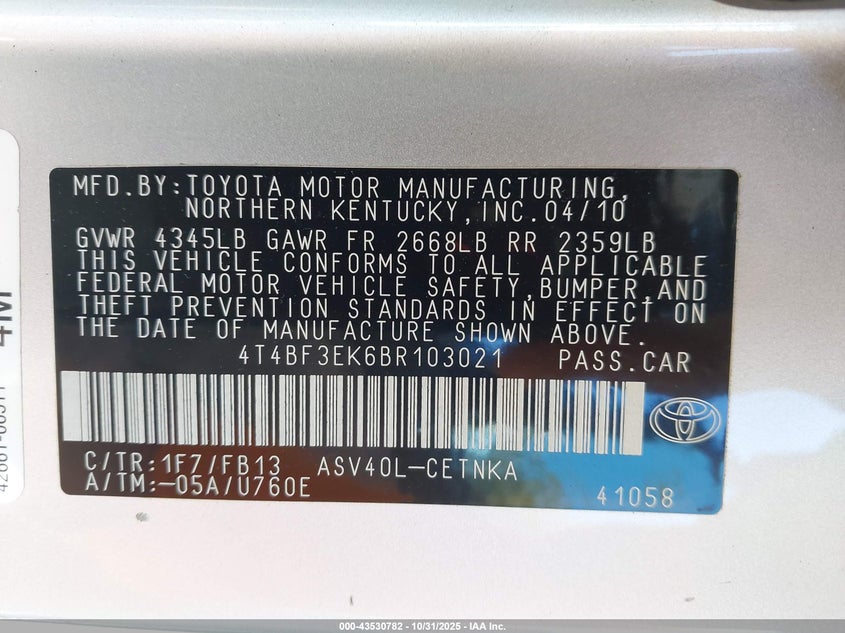 MFD.BY:TOYOTA MOTOR MANUFACTURING,
NORTHERN KENTUCKY,INC.04/10
GVWR 4345LB GAWR FR 2668LB RR 2359LB
THIS VEHICLE CONFORMS TO ALL APPLICABLE
FEDERAL MOTOR VEHICLE SAFETY,BUMPER,AND
THEFT PREVENTION STANDARDS IN EFFECT ON
THE DATE OF MANUFACTURE SHOWN ABOVE.
4T4BF3EK6BR103021 PASS.CAR
C/TR:1F7/FB13 ASV40L-CETNKA
A/TM:-05A/U760E 41058
000-43530782 - 10/31/2025 - IAA Inc.